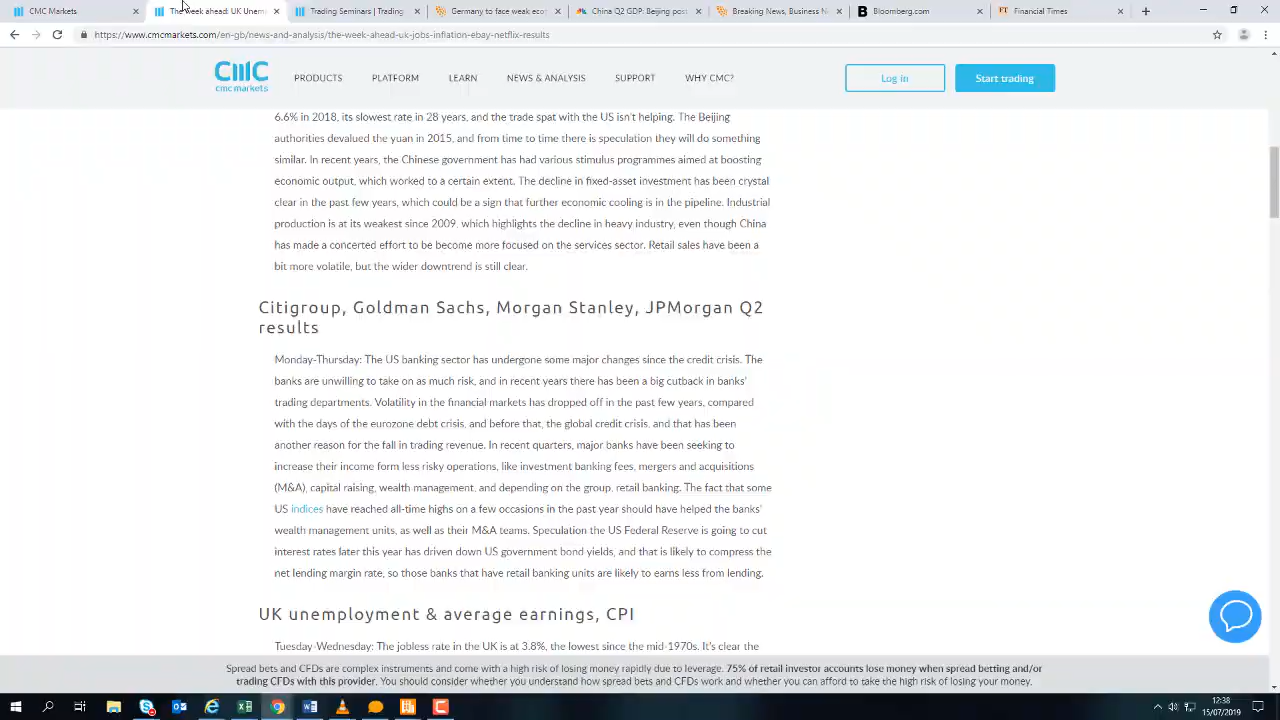 CMC Markets
The week ahead: UK Unem
Trading Seminars | Trading
Germany to face weak eco
China Q2 GDP: Beijing post
Breaking News, Business N
Bloomberg.com
Financial Times
https://www.cmcmarkets.com/en-gb/news-and-analysis/the-week-ahead-uk-jobs-inflation-ebay-netflix-results
cmc markets
PRODUCTS PLATFORM LEARN NEWS & ANALYSIS SUPPORT WHY CMC?
Log in
Start trading
6.6% in 2018, its slowest rate in 28 years, and the trade spat with the US isn't helping. The Beijing
authorities devalued the yuan in 2015, and from time to time there is speculation they will do something
similar. In recent years, the Chinese government has had various stimulus programmes aimed at boosting
economic output, which worked to a certain extent. The decline in fixed-asset investment has been crystal
clear in the past few years, which could be a sign that further economic cooling is in the pipeline. Industrial
production is at its weakest since 2009, which highlights the decline in heavy industry, even though China
has made a concerted effort to be become more focused on the services sector. Retail sales have been a
bit more volatile, but the wider downtrend is still clear.
Citigroup, Goldman Sachs, Morgan Stanley, JPMorgan Q2
results
Monday-Thursday: The US banking sector has undergone some major changes since the credit crisis. The
banks are unwilling to take on as much risk, and in recent years there has been a big cutback in banks'
trading departments. Volatility in the financial markets has dropped off in the past few years, compared
with the days of the eurozone debt crisis, and before that, the global credit crisis, and that has been
another reason for the fall in trading revenue. In recent quarters, major banks have been seeking to
increase their income form less risky operations, like investment banking fees, mergers and acquisitions
(M&A), capital raising, wealth management, and depending on the group, retail banking. The fact that some
US indices have reached all-time highs on a few occasions in the past year should have helped the banks'
wealth management units, as well as their M&A teams. Speculation the US Federal Reserve is going to cut
interest rates later this year has driven down US government bond yields, and that is likely to compress the
net lending margin rate, so those banks that have retail banking units are likely to earns less from lending.
UK unemployment & average earnings, CPI
Tuesday-Wednesday: The jobless rate in the UK is at 3.8%, the lowest since the mid-1970s. It's clear the
Spread bets and CFDs are complex instruments and come with a high risk of losing money rapidly due to leverage. 75% of retail investor accounts lose money when spread betting and/or
trading CFDs with this provider. You should consider whether you understand how spread bets and CFDs work and whether you can afford to take the high risk of losing your money.
12:38
15/07/2019